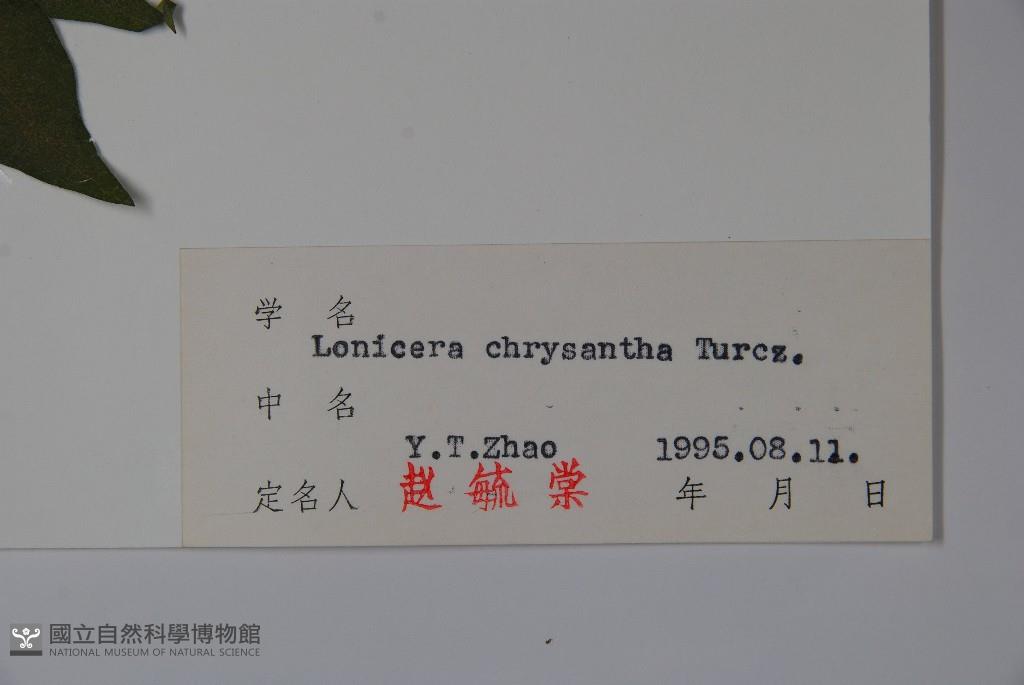 学 名
Lonicera chrysantha Turcz.
中 名
Y.T.Zhao 1995.08.11.
定名人 赵毓棠 年 月 日
國立自然科學博物館
NATIONAL MUSEUM OF NATURAL SCIENCE